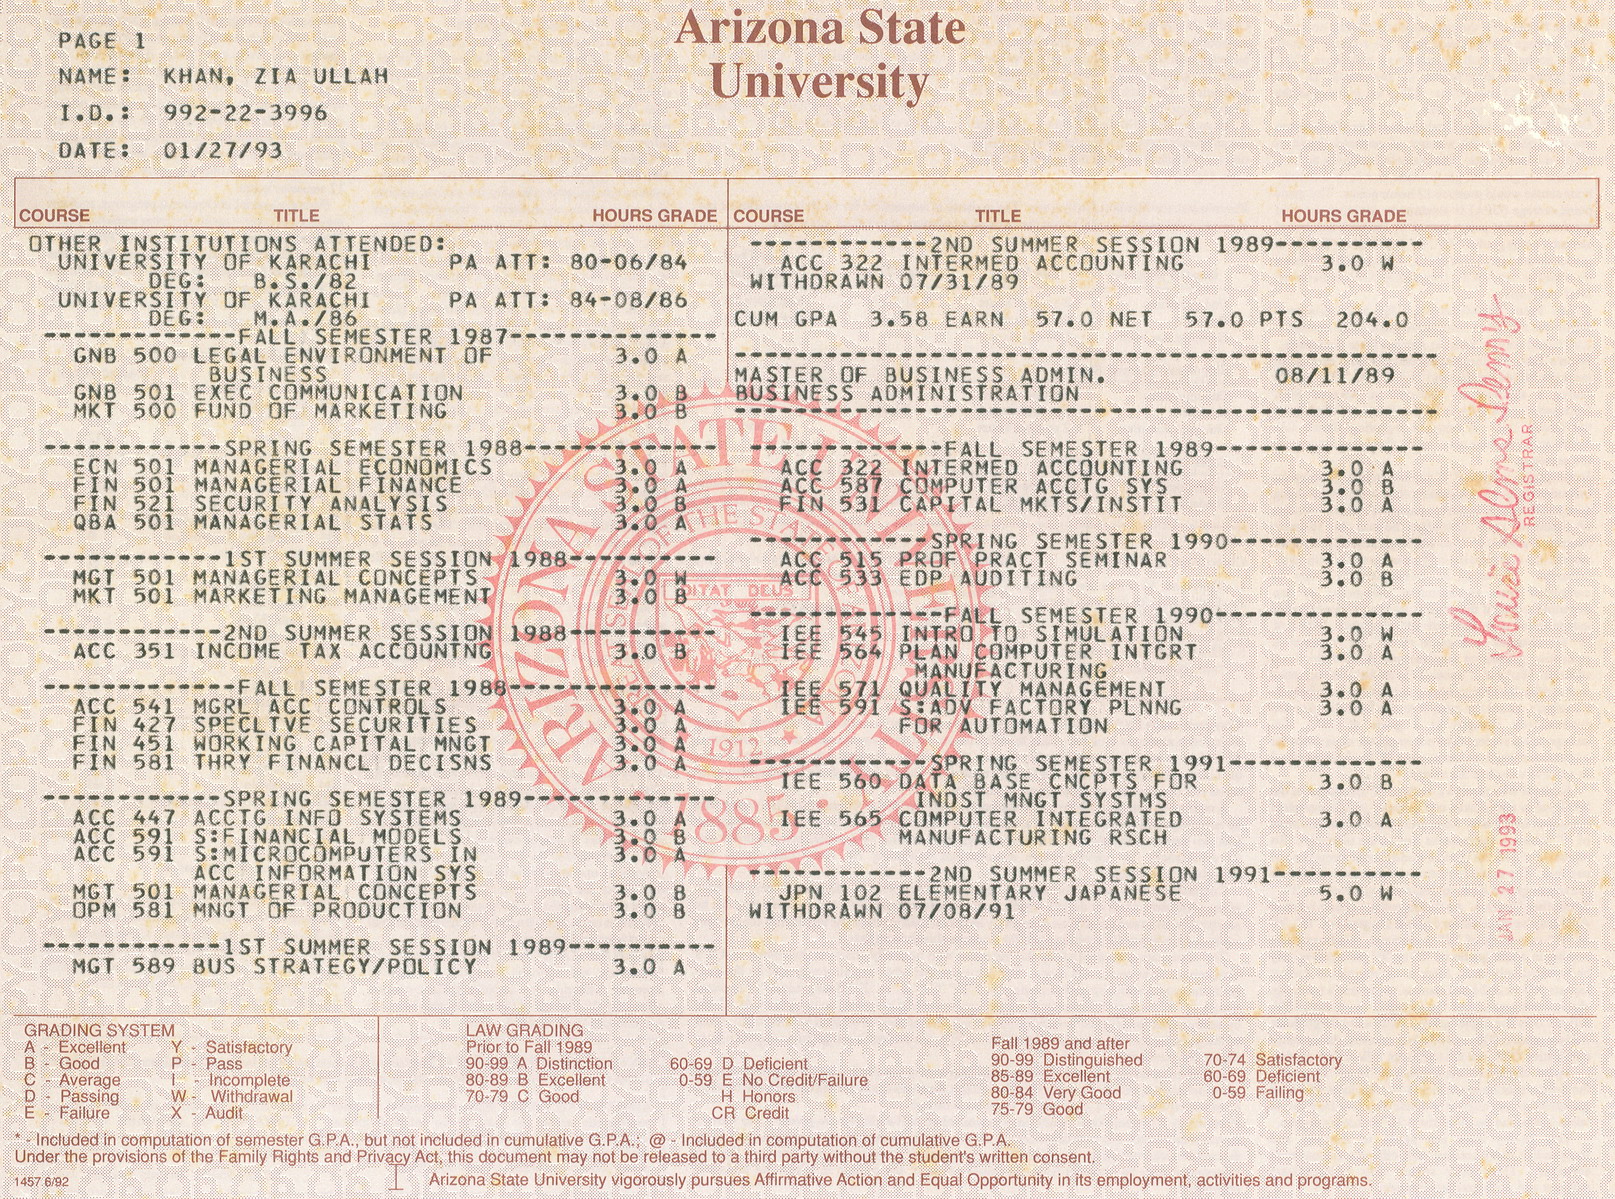 Arizona State
University
PAGE 1
NAME: KHAN, ZIA ULLAH
I.D.: 992-22-3996
DATE: 01/27/93
COURSE TITLE HOURS GRADE COURSE TITLE HOURS GRADE
OTHER INSTITUTIONS ATTENDED:
UNIVERSITY OF KARACHI PA ATT: 80-06/84
DEG: B.S./82
UNIVERSITY OF KARACHI PA ATT: 84-08/86
DEG: M.A./86
-------------FALL SEMESTER 1987--------------
GNB 500 LEGAL ENVIRONMENT OF 3.0 A
BUSINESS
GNB 501 EXEC COMMUNICATION 3.0 B
MKT 500 FUND OF MARKETING 3.0 B
------------SPRING SEMESTER 1988-------------
ECN 501 MANAGERIAL ECONOMICS 3.0 A
FIN 501 MANAGERIAL FINANCE 3.0 A
FIN 521 SECURITY ANALYSIS 3.0 B
QBA 501 MANAGERIAL STATS 3.0 A
------------1ST SUMMER SESSION 1988----------
MGT 501 MANAGERIAL CONCEPTS 3.0 W
MKT 501 MARKETING MANAGEMENT 3.0 B
------------2ND SUMMER SESSION 1988----------
ACC 351 INCOME TAX ACCOUNTNG 3.0 B
-------------FALL SEMESTER 1988--------------
ACC 541 MGRL ACC CONTROLS 3.0 A
FIN 427 SPECLTVE SECURITIES 3.0 A
FIN 451 WORKING CAPITAL MNGT 3.0 A
FIN 581 THRY FINANCL DECISNS 3.0 A
------------SPRING SEMESTER 1989-------------
ACC 447 ACCTG INFO SYSTEMS 3.0 A
ACC 591 S:FINANCIAL MODELS 3.0 B
ACC 591 S:MICROCOMPUTERS IN 3.0 A
ACC INFORMATION SYS
MGT 501 MANAGERIAL CONCEPTS 3.0 B
OPM 581 MNGT OF PRODUCTION 3.0 B
------------1ST SUMMER SESSION 1989----------
MGT 589 BUS STRATEGY/POLICY 3.0 A
------------2ND SUMMER SESSION 1989----------
ACC 322 INTERMED ACCOUNTING 3.0 W
WITHDRAWN 07/31/89
CUM GPA 3.58 EARN 57.0 NET 57.0 PTS 204.0
-----------------------------------------------
MASTER OF BUSINESS ADMIN. 08/11/89
BUSINESS ADMINISTRATION
-----------------------------------------------
-------------FALL SEMESTER 1989--------------
ACC 322 INTERMED ACCOUNTING 3.0 A
ACC 587 COMPUTER ACCTG SYS 3.0 B
FIN 531 CAPITAL MKTS/INSTIT 3.0 A
------------SPRING SEMESTER 1990-------------
ACC 515 PROF PRACT SEMINAR 3.0 A
ACC 533 EDP AUDITING 3.0 B
-------------FALL SEMESTER 1990--------------
IEE 545 INTRO TO SIMULATION 3.0 W
IEE 564 PLAN COMPUTER INTGRT 3.0 A
MANUFACTURING
IEE 571 QUALITY MANAGEMENT 3.0 A
IEE 591 S:ADV FACTORY PLNNG 3.0 A
FOR AUTOMATION
------------SPRING SEMESTER 1991-------------
IEE 560 DATA BASE CNCPTS FOR 3.0 B
INDST MNGT SYSTMS
IEE 565 COMPUTER INTEGRATED 3.0 A
MANUFACTURING RSCH
------------2ND SUMMER SESSION 1991----------
JPN 102 ELEMENTARY JAPANESE 5.0 W
WITHDRAWN 07/08/91
REGISTRAR
JAN 27 1993
ARIZONA STATE UNIVERSITY
GREAT SEAL OF THE STATE OF ARIZONA
DITAT DEUS
1912
1885
GRADING SYSTEM
A - Excellent Y - Satisfactory
B - Good P - Pass
C - Average I - Incomplete
D - Passing W - Withdrawal
E - Failure X - Audit
LAW GRADING
Prior to Fall 1989
90-99 A Distinction 60-69 D Deficient
80-89 B Excellent 0-59 E No Credit/Failure
70-79 C Good H Honors
CR Credit
Fall 1989 and after
90-99 Distinguished 70-74 Satisfactory
85-89 Excellent 60-69 Deficient
80-84 Very Good 0-59 Failing
75-79 Good
* - Included in computation of semester G.P.A., but not included in cumulative G.P.A.; @ - Included in computation of cumulative G.P.A.
Under the provisions of the Family Rights and Privacy Act, this document may not be released to a third party without the student's written consent.
1457 6/92 Arizona State University vigorously pursues Affirmative Action and Equal Opportunity in its employment, activities and programs.